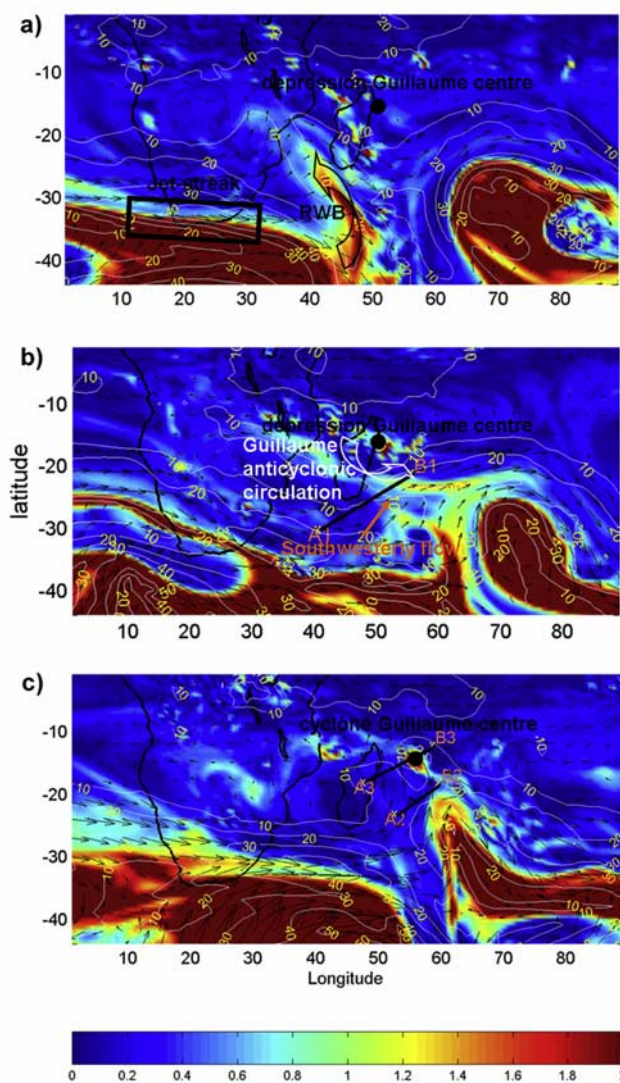 a)
depression Guillaume centre
Jet streak
RWB
-10
-20
-30
-40
10 20 30 40 50 60 70 80
b)
depression Guillaume centre
Guillaume
anticyclonic
circulation
B1
A1
Southwesterly flow
latitude
-10
-20
-30
-40
10 20 30 40 50 60 70 80
c)
cyclone Guillaume centre
B3
A3
A2
-10
-20
-30
-40
10 20 30 40 50 60 70 80
Longitude
0 0.2 0.4 0.6 0.8 1 1.2 1.4 1.6 1.8